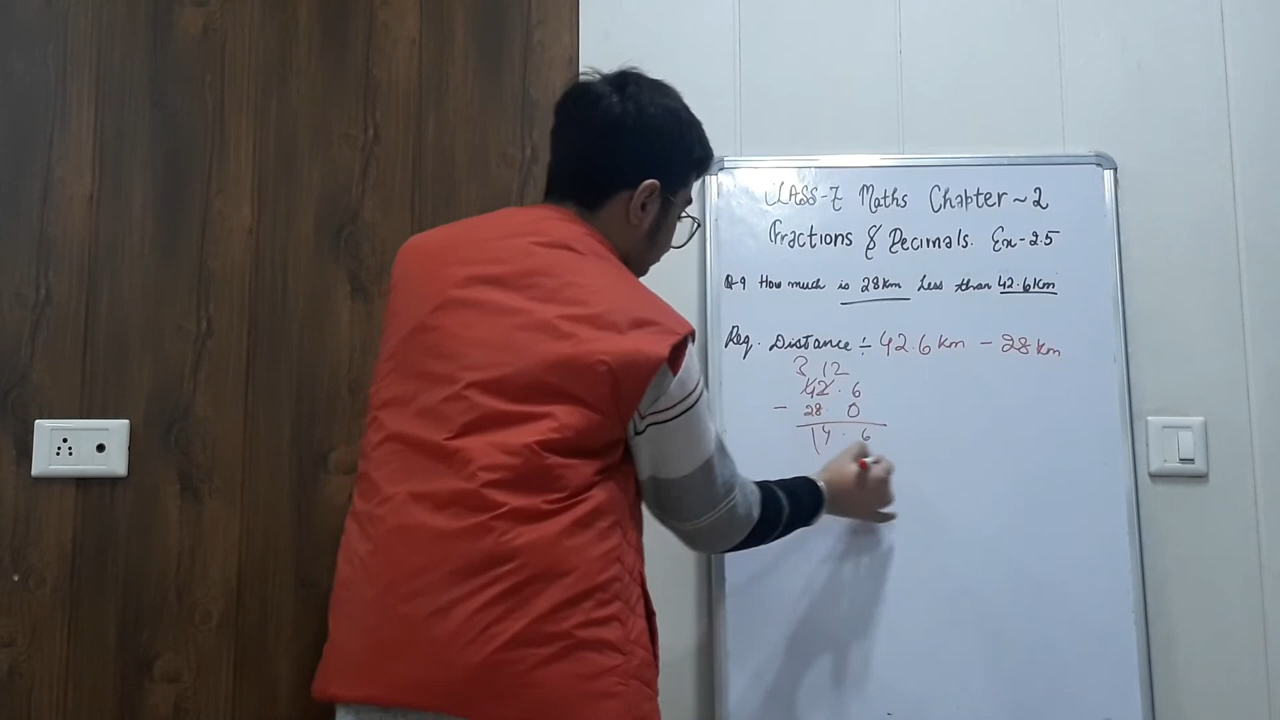 CLASS-7 Maths Chapter ~ 2
Fractions & Decimals. Ex-2.5
Q-9 How much is 28km less than 42.6km
Req. Distance ÷ 42.6 km - 28 km
3 12
42.6
- 28.0
14.6